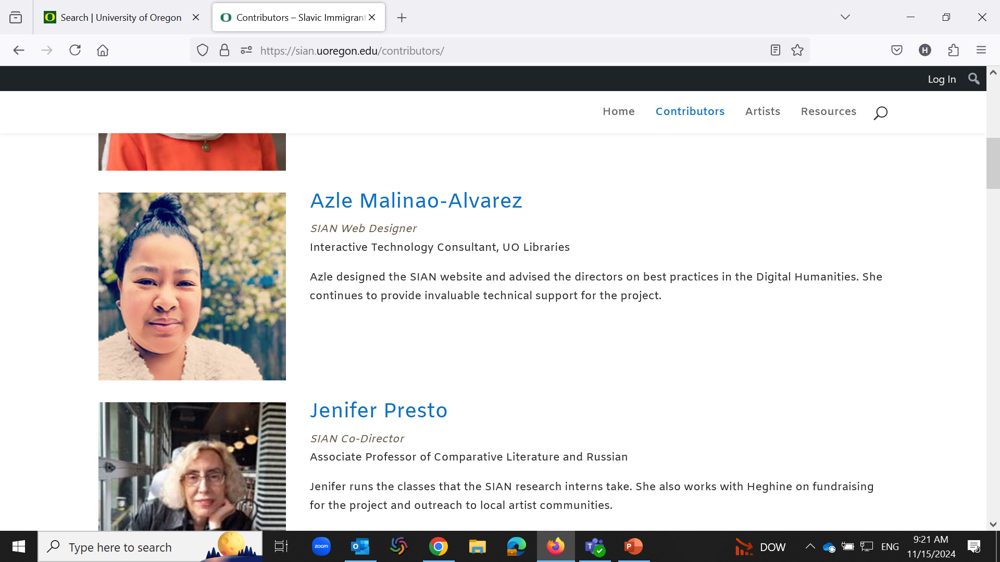 Search | University of Oregon
Contributors – Slavic Immigrant
https://sian.uoregon.edu/contributors/
H
Log In
Home Contributors Artists Resources
Azle Malinao-Alvarez
SIAN Web Designer
Interactive Technology Consultant, UO Libraries
Azle designed the SIAN website and advised the directors on best practices in the Digital Humanities. She
continues to provide invaluable technical support for the project.
Jenifer Presto
SIAN Co-Director
Associate Professor of Comparative Literature and Russian
Jenifer runs the classes that the SIAN research interns take. She also works with Heghine on fundraising
for the project and outreach to local artist communities.
Type here to search
zoom
DOW
ENG
9:21 AM
11/15/2024